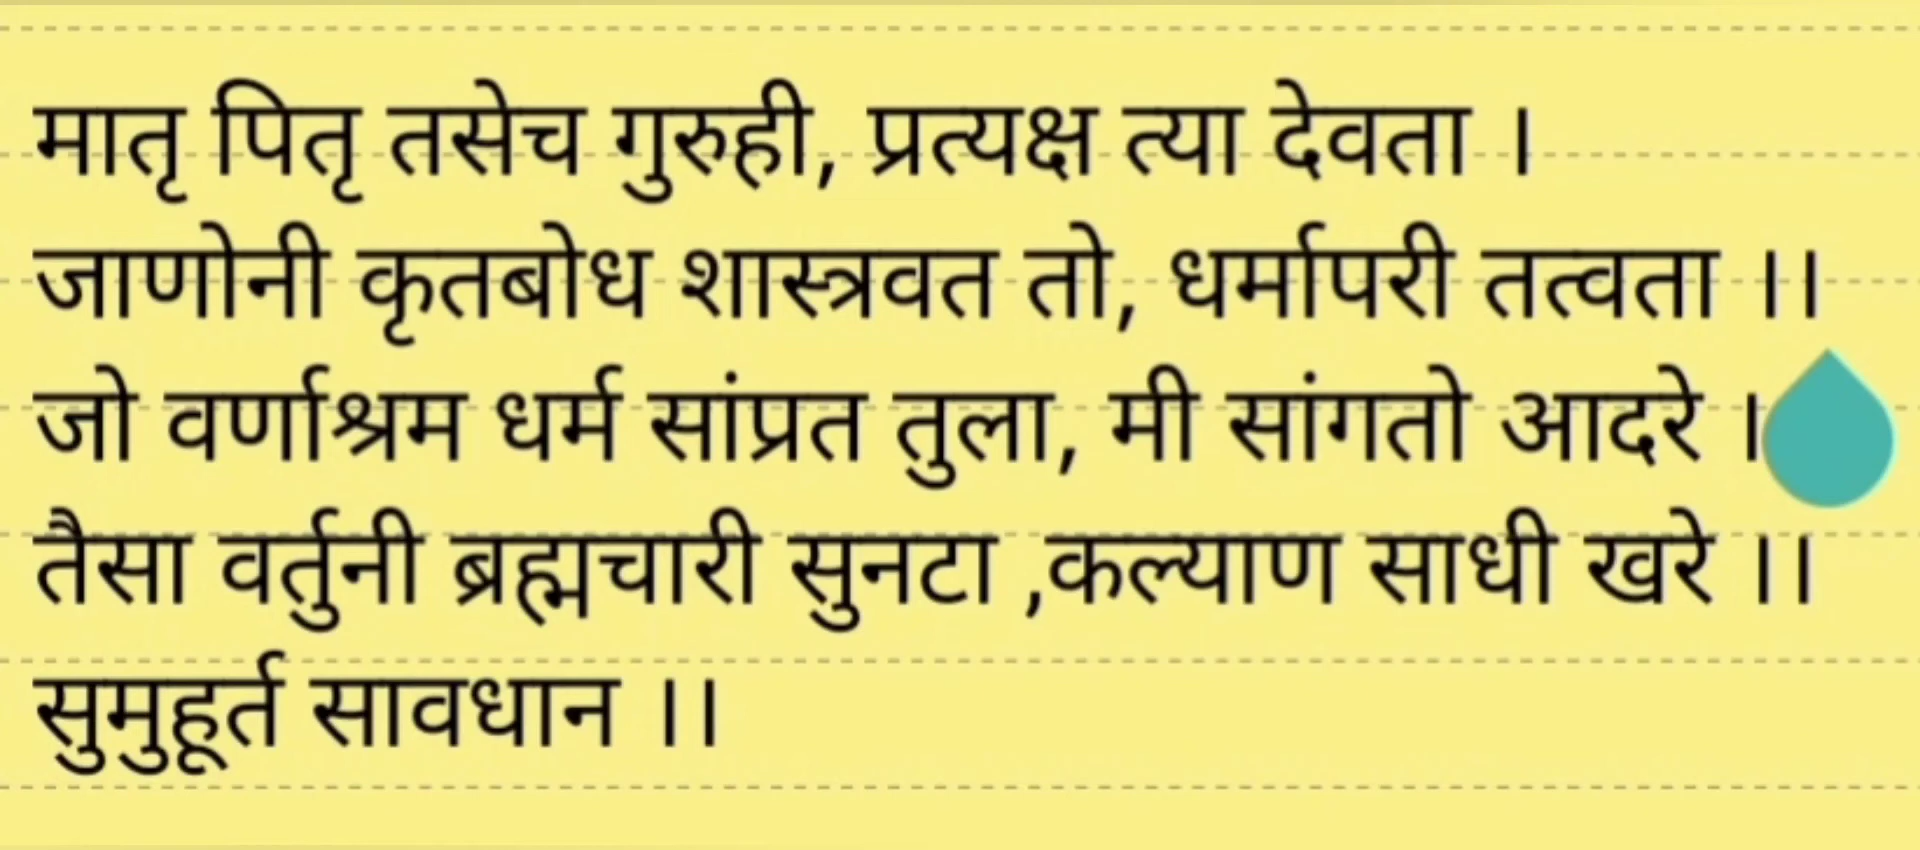 मातृ पितृ तसेच गुरुही, प्रत्यक्ष त्या देवता ।
जाणोनी कृतबोध शास्त्रवत तो, धर्मापरी तत्वता ।।
जो वर्णाश्रम धर्म सांप्रत तुला, मी सांगतो आदरे ।
तैसा वर्तुनी ब्रह्मचारी सुनटा ,कल्याण साधी खरे ।।
सुमुहूर्त सावधान ।।